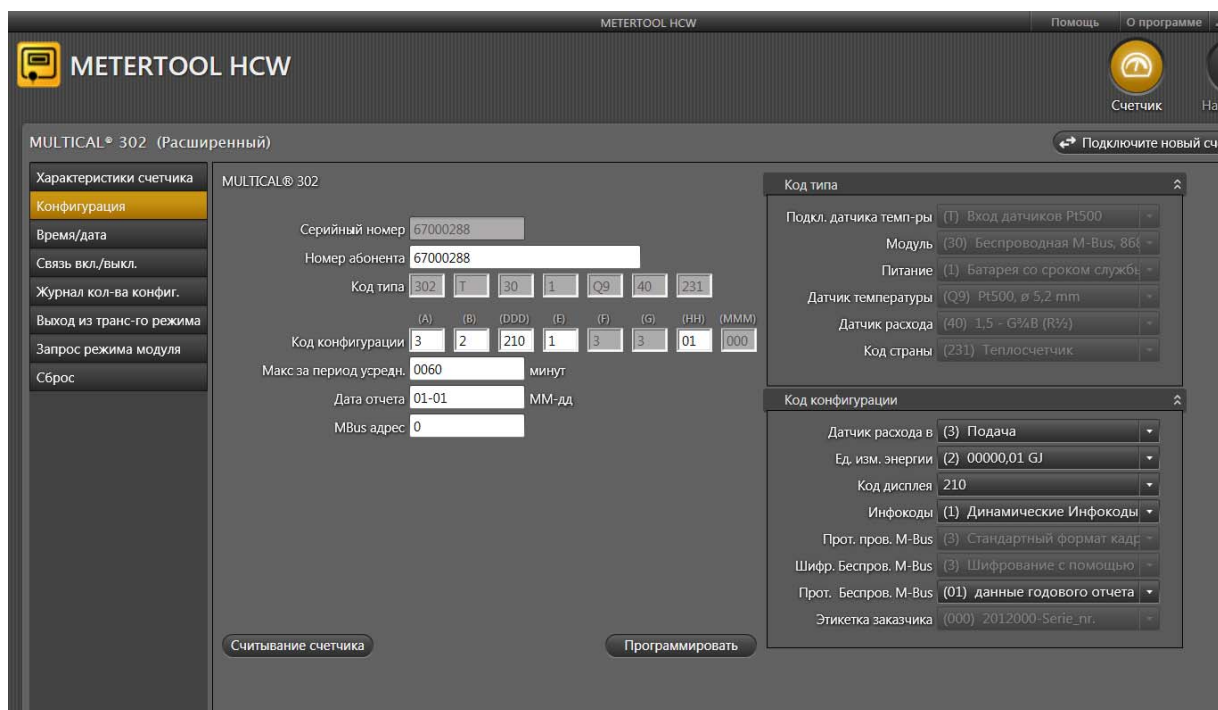 METERTOOL HCW
Помощь О программе
METERTOOL HCW
Счетчик
MULTICAL® 302 (Расширенный)
Подключите новый сч
Характеристики счетчика
Конфигурация
Время/дата
Связь вкл./выкл.
Журнал кол-ва конфиг.
Выход из транс-го режима
Запрос режима модуля
Сброс
MULTICAL® 302
Серийный номер 67000288
Номер абонента 67000288
Код типа 302 T 30 1 Q9 40 231
(A) (B) (DDD) (E) (F) (G) (HH) (MMM)
Код конфигурации 3 2 210 1 3 3 01 000
Макс за период усредн. 0060 минут
Дата отчета 01-01 ММ-дд
MBus адрес 0
Считывание счетчика
Программировать
Код типа
Подкл. датчика темп-ры (T) Вход датчиков Pt500
Модуль (30) Беспроводная M-Bus, 868
Питание (1) Батарея со сроком службы
Датчик температуры (Q9) Pt500, ø 5,2 mm
Датчик расхода (40) 1,5 - G¾B (R½)
Код страны (231) Теплосчетчик
Код конфигурации
Датчик расхода в (3) Подача
Ед. изм. энергии (2) 00000,01 GJ
Код дисплея 210
Инфокоды (1) Динамические Инфокоды
Прот. пров. M-Bus (3) Стандартный формат кадр
Шифр. Беспров. M-Bus (3) Шифрование с помощью
Прот. Беспров. M-Bus (01) данные годового отчета
Этикетка заказчика (000) 2012000-Serie_nr.